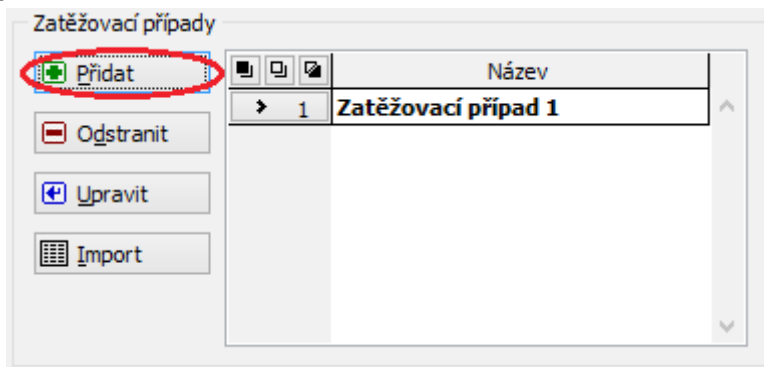 Zatěžovací případy
Přidat
Odstranit
Upravit
Import
Název
1 Zatěžovací případ 1